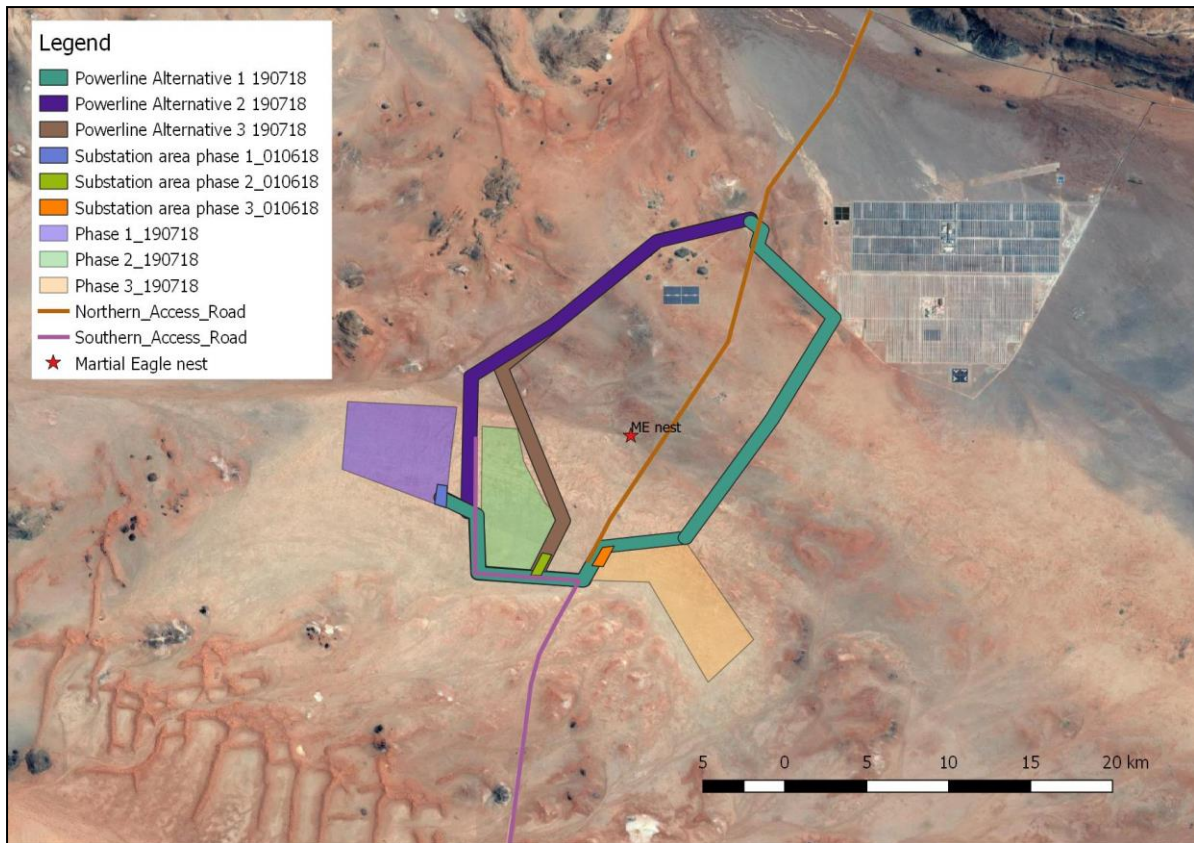 Legend
Powerline Alternative 1 190718
Powerline Alternative 2 190718
Powerline Alternative 3 190718
Substation area phase 1_010618
Substation area phase 2_010618
Substation area phase 3_010618
Phase 1_190718
Phase 2_190718
Phase 3_190718
Northern_Access_Road
Southern_Access_Road
Martial Eagle nest
ME nest
5 0 5 10 15 20 km